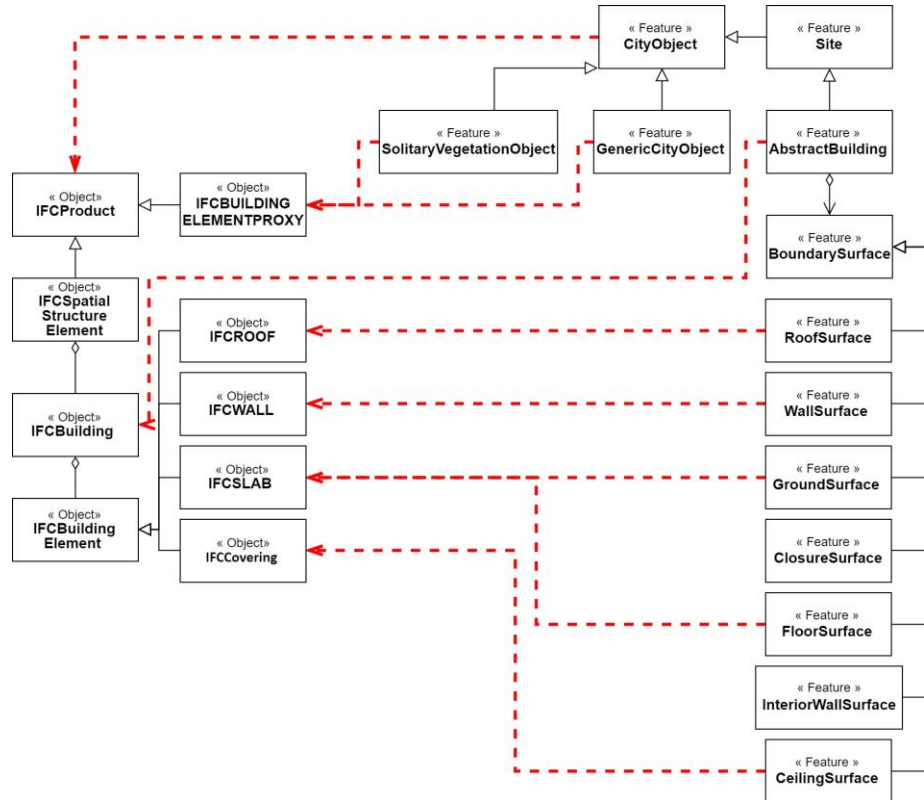 « Feature »
CityObject
« Feature »
Site
« Feature »
SolitaryVegetationObject
« Feature »
GenericCityObject
« Feature »
AbstractBuilding
« Object»
IFCProduct
« Object»
IFCBUILDING
ELEMENTPROXY
« Feature »
BoundarySurface
« Object»
IFCSpatial
Structure
Element
« Object»
IFCROOF
« Feature »
RoofSurface
« Object»
IFCBuilding
« Object»
IFCWALL
« Feature »
WallSurface
« Object»
IFCSLAB
« Feature »
GroundSurface
« Object»
IFCBuilding
Element
« Object»
IFCCovering
« Feature »
ClosureSurface
« Feature »
FloorSurface
« Feature »
InteriorWallSurface
« Feature »
CeilingSurface